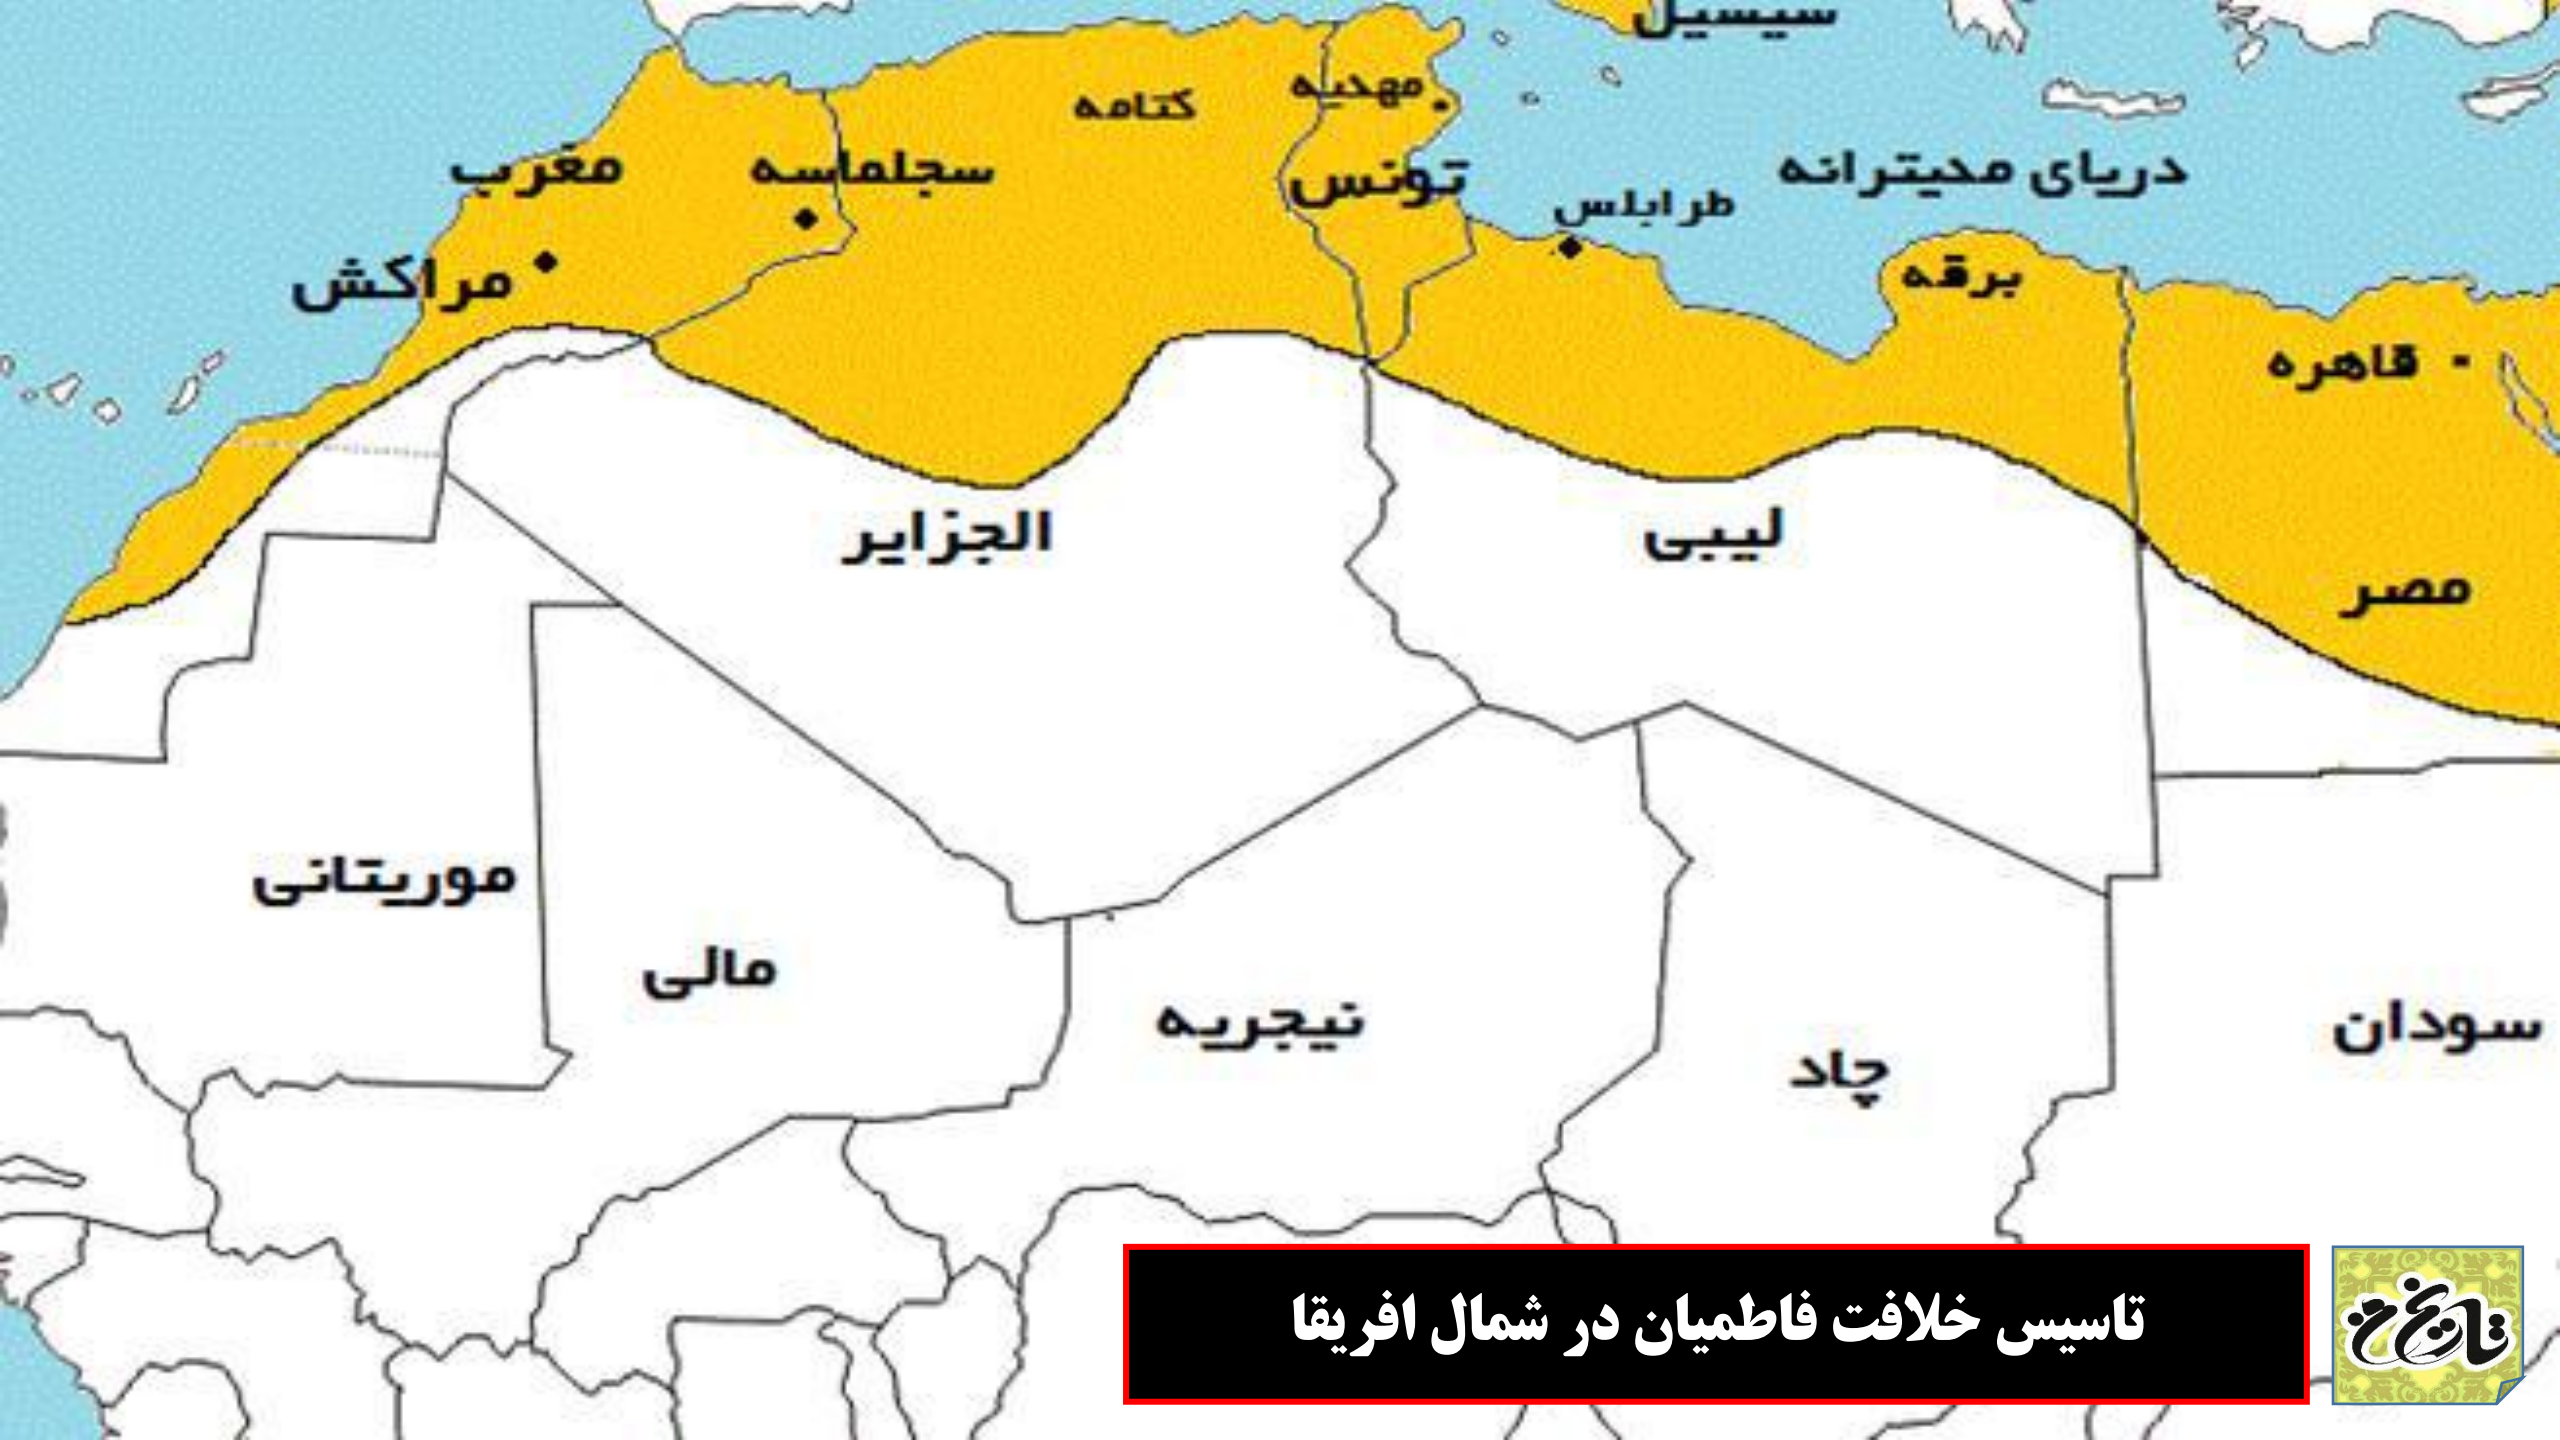 سیسیل
مهدیه
کتامه
دریای مدیترانه
تونس
سجلماسه
مغرب
طرابلس
برقه
مراکش
قاهره
لیبی
الجزایر
مصر
موریتانی
مالی
نیجریه
سودان
چاد
تاسیس خلافت فاطمیان در شمال افریقا
تاریخ